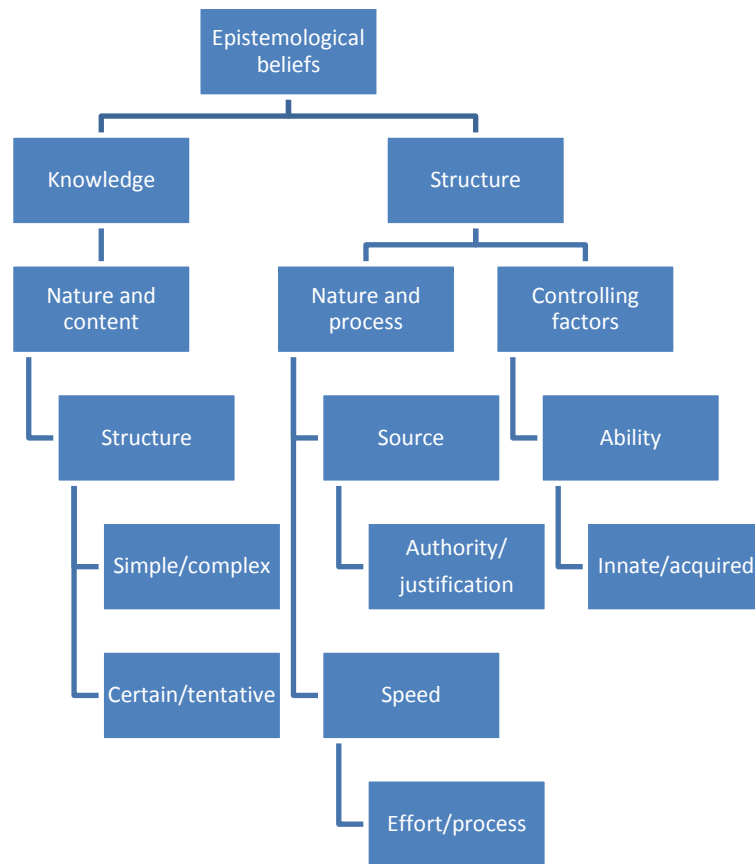 Epistemological
beliefs
Knowledge
Structure
Nature and
content
Nature and
process
Controlling
factors
Structure
Source
Ability
Simple/complex
Authority/
justification
Innate/acquired
Certain/tentative
Speed
Effort/process